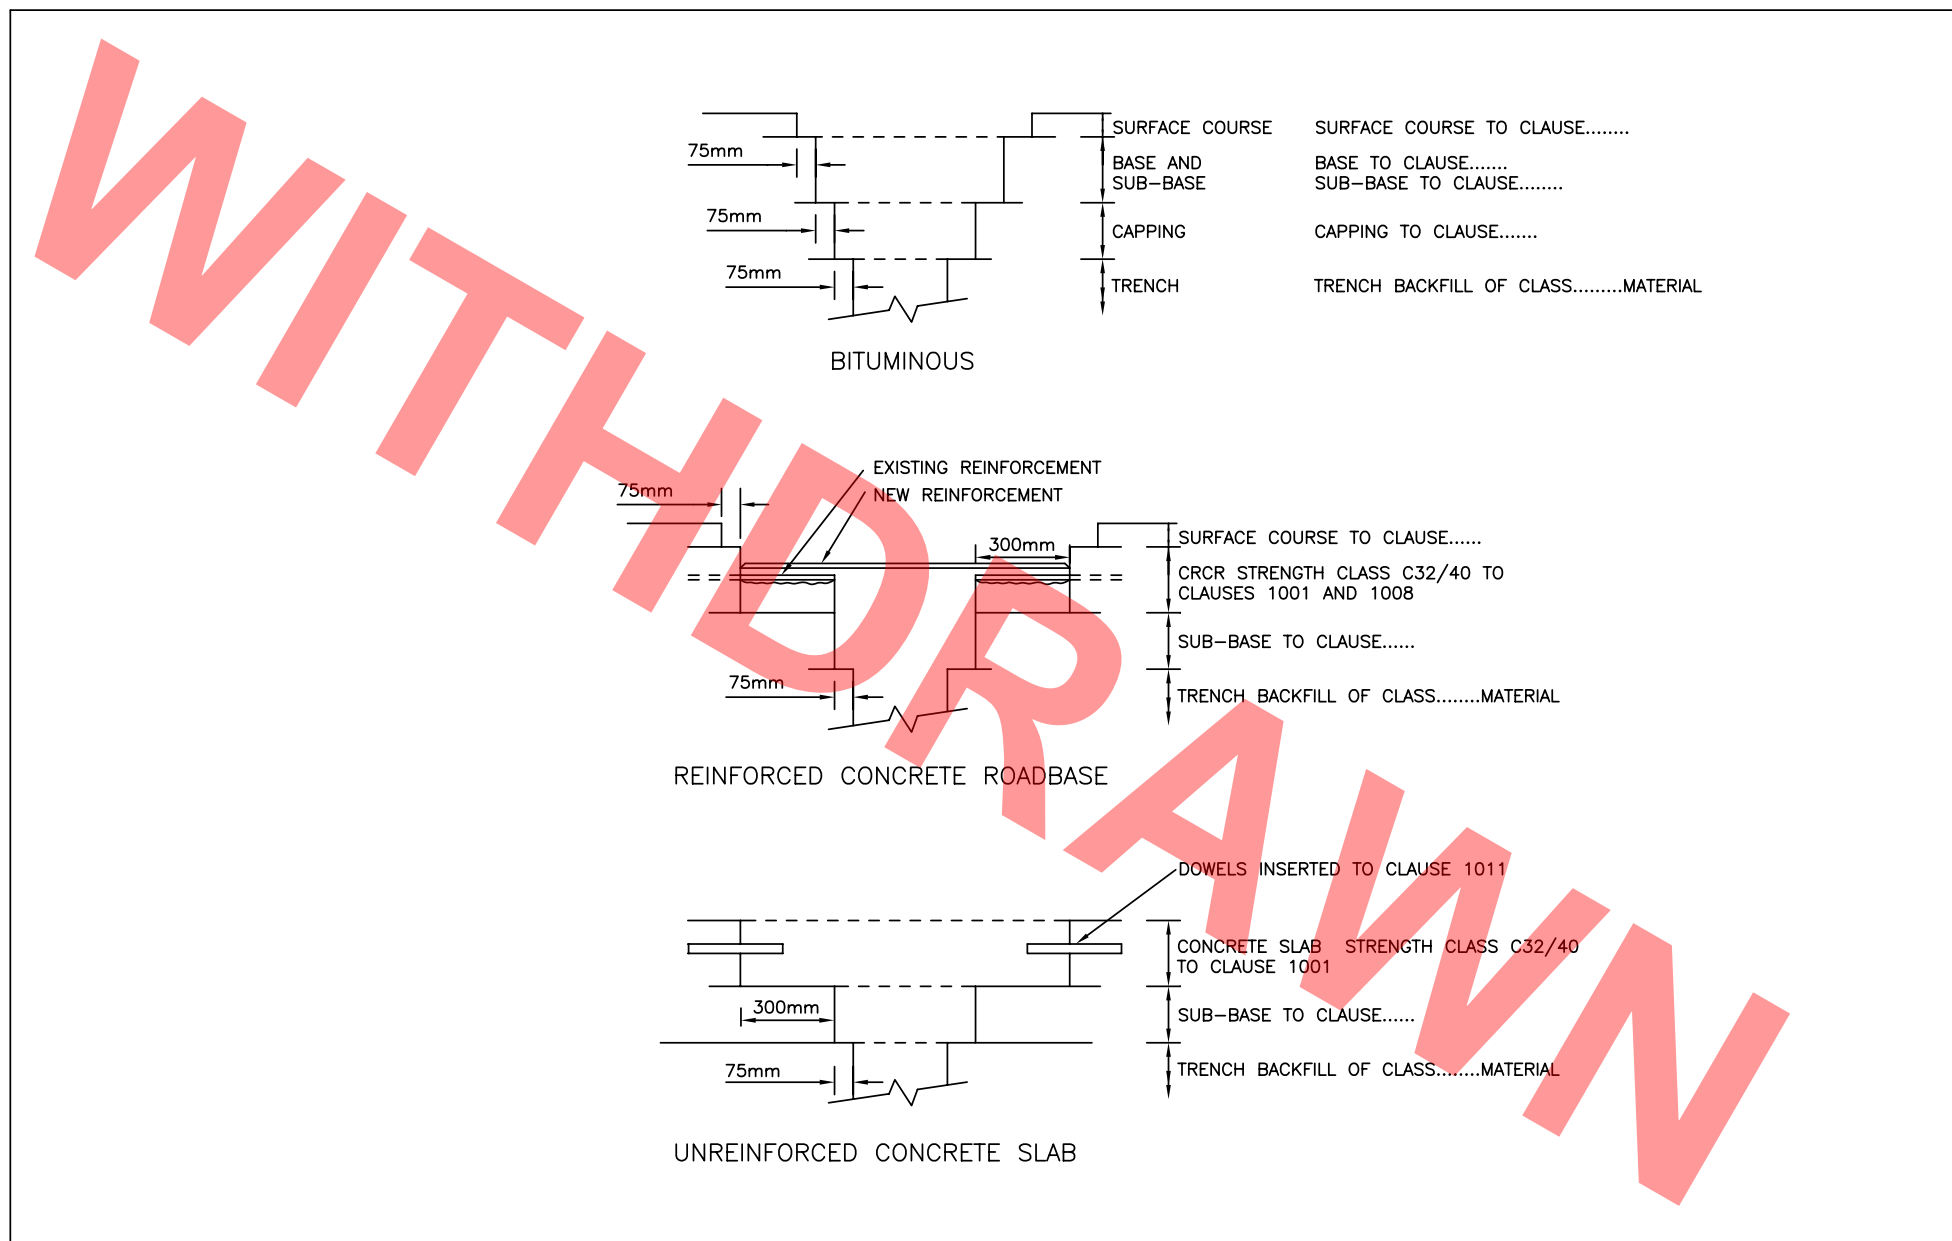 SURFACE COURSE SURFACE COURSE TO CLAUSE........
75mm
BASE AND BASE TO CLAUSE.......
SUB-BASE SUB-BASE TO CLAUSE........
75mm
CAPPING CAPPING TO CLAUSE.......
75mm
TRENCH TRENCH BACKFILL OF CLASS.........MATERIAL
BITUMINOUS
EXISTING REINFORCEMENT
75mm
NEW REINFORCEMENT
300mm
SURFACE COURSE TO CLAUSE......
CRCR STRENGTH CLASS C32/40 TO
CLAUSES 1001 AND 1008
SUB-BASE TO CLAUSE......
75mm
TRENCH BACKFILL OF CLASS........MATERIAL
REINFORCED CONCRETE ROADBASE
DOWELS INSERTED TO CLAUSE 1011
CONCRETE SLAB STRENGTH CLASS C32/40
TO CLAUSE 1001
300mm
SUB-BASE TO CLAUSE......
75mm
TRENCH BACKFILL OF CLASS........MATERIAL
UNREINFORCED CONCRETE SLAB
WITHDRAWN